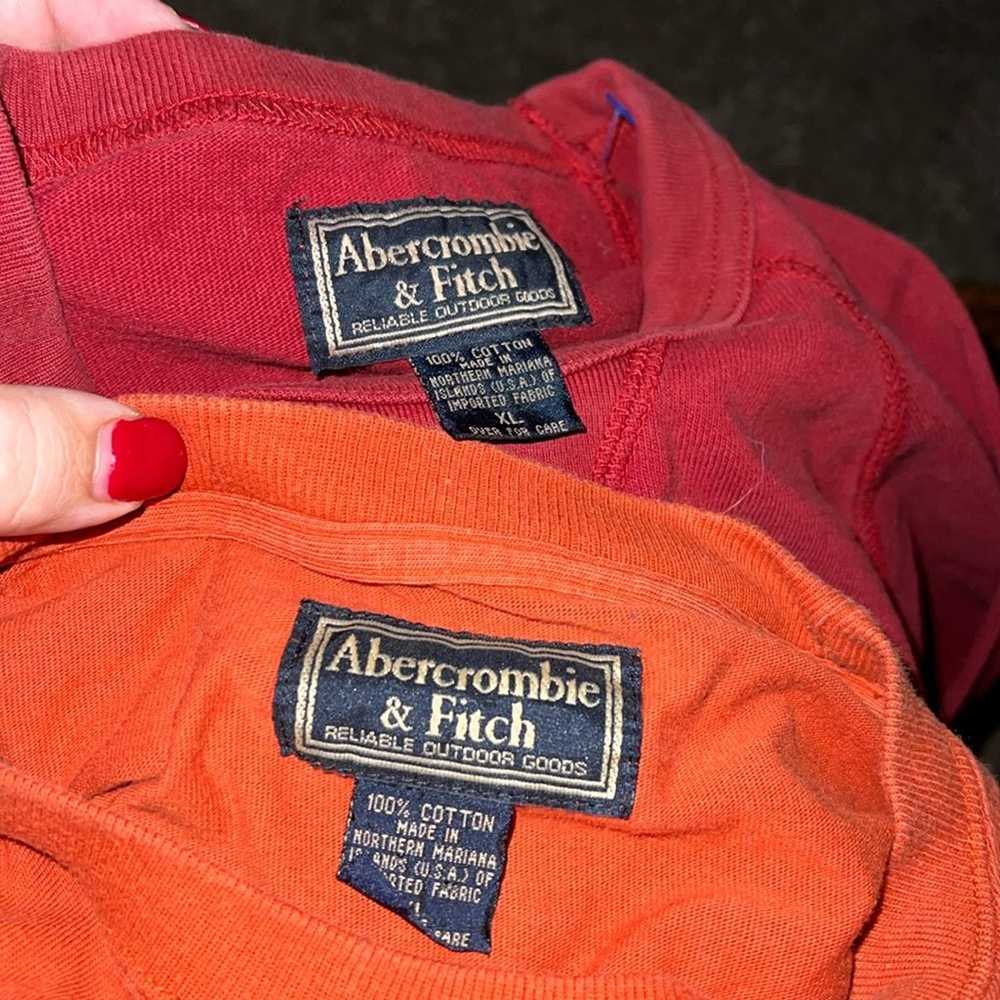 Abercrombie
& Fitch
RELIABLE OUTDOOR GOODS
100% COTTON
MADE IN
NORTHERN MARIANA
ISLANDS (U.S.A.) OF
IMPORTED FABRIC
XL
OVER FOR CARE
Abercrombie
& Fitch
RELIABLE OUTDOOR GOODS
100% COTTON
MADE IN
NORTHERN MARIANA
(U.S.A.) OF
FABRIC